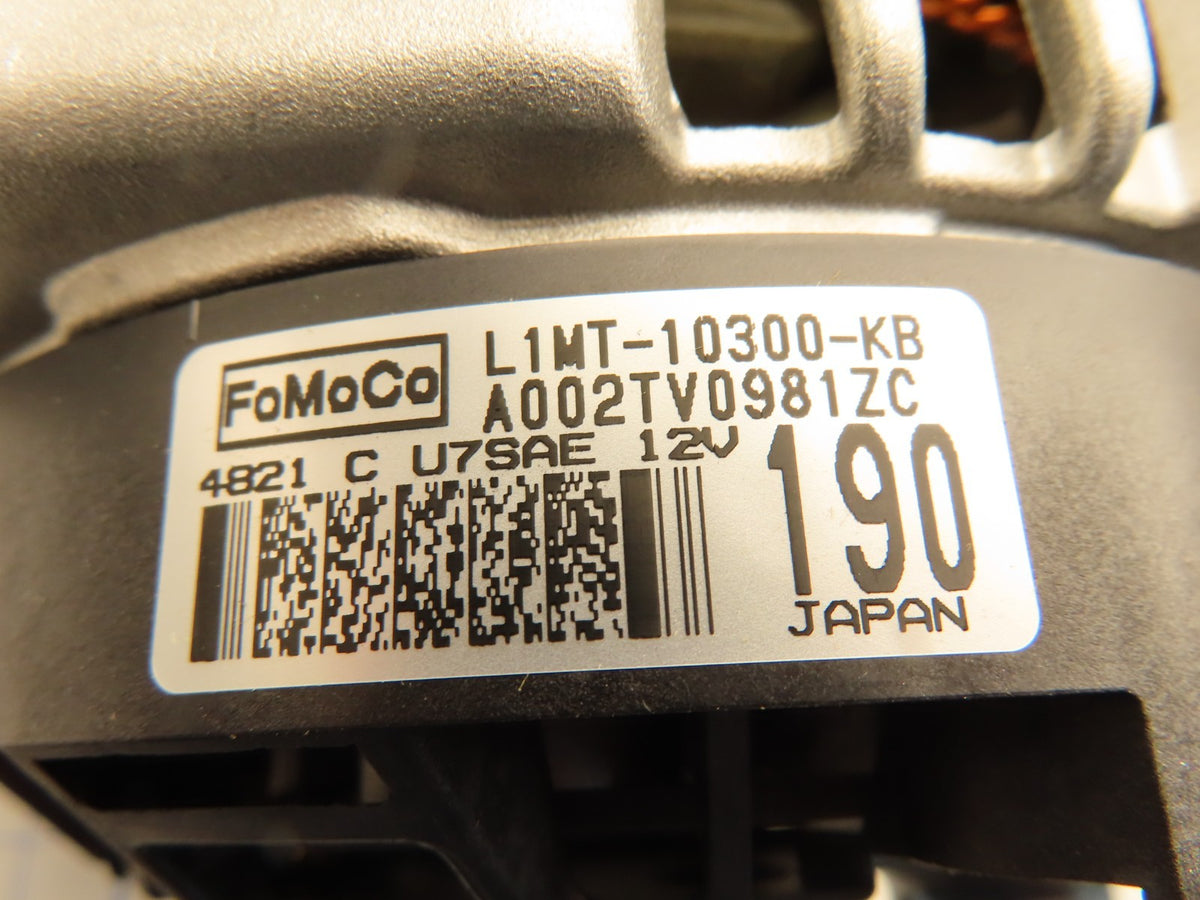 FoMoCo
L1MT-10300-KB
A002TV0981ZC
4821 C U7SAE 12V
190
JAPAN